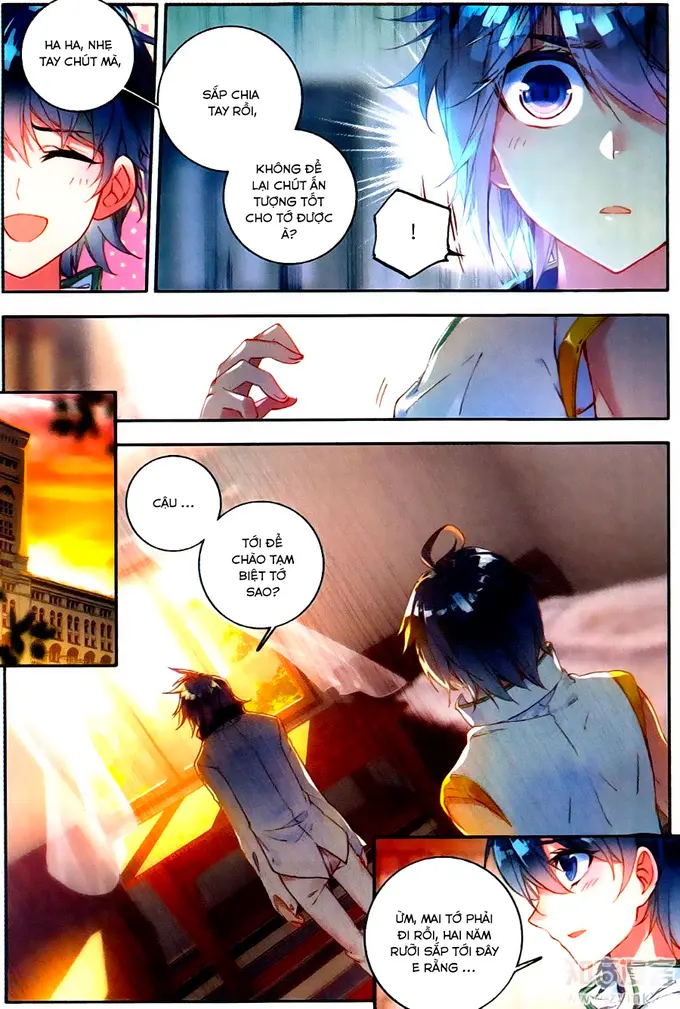 HA HA, NHẸ
TAY CHÚT MÀ,
SẮP CHIA
TAY RỒI,
KHÔNG ĐỂ
LẠI CHÚT ẤN
TƯỢNG TỐT
CHO TỚ ĐƯỢC
À?
!
CẬU ...
TỚI ĐỂ
CHÀO TẠM
BIỆT TỚ
SAO?
ỪM, MAI TỚ PHẢI
ĐI RỒI, HAI NĂM
RƯỠI SẮP TỚI ĐÂY
E RẰNG ...